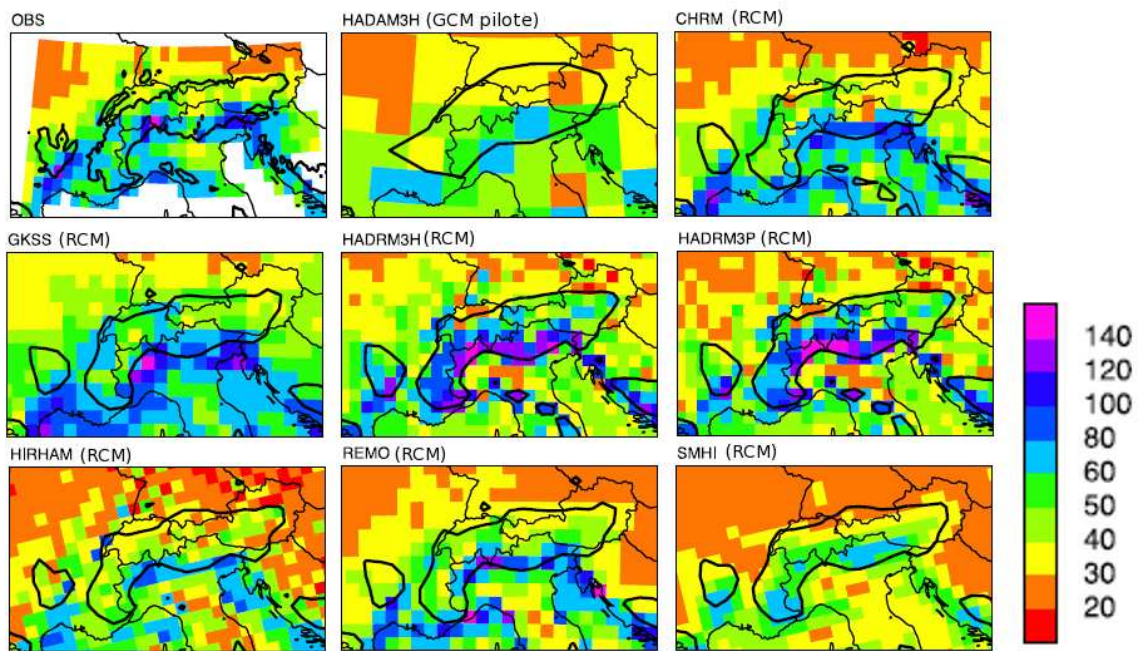 OBS
HADAM3H (GCM pilote)
CHRM (RCM)
GKSS (RCM)
HADRM3H (RCM)
HADRM3P (RCM)
HIRHAM (RCM)
REMO (RCM)
SMHI (RCM)
140
120
100
80
60
50
40
30
20